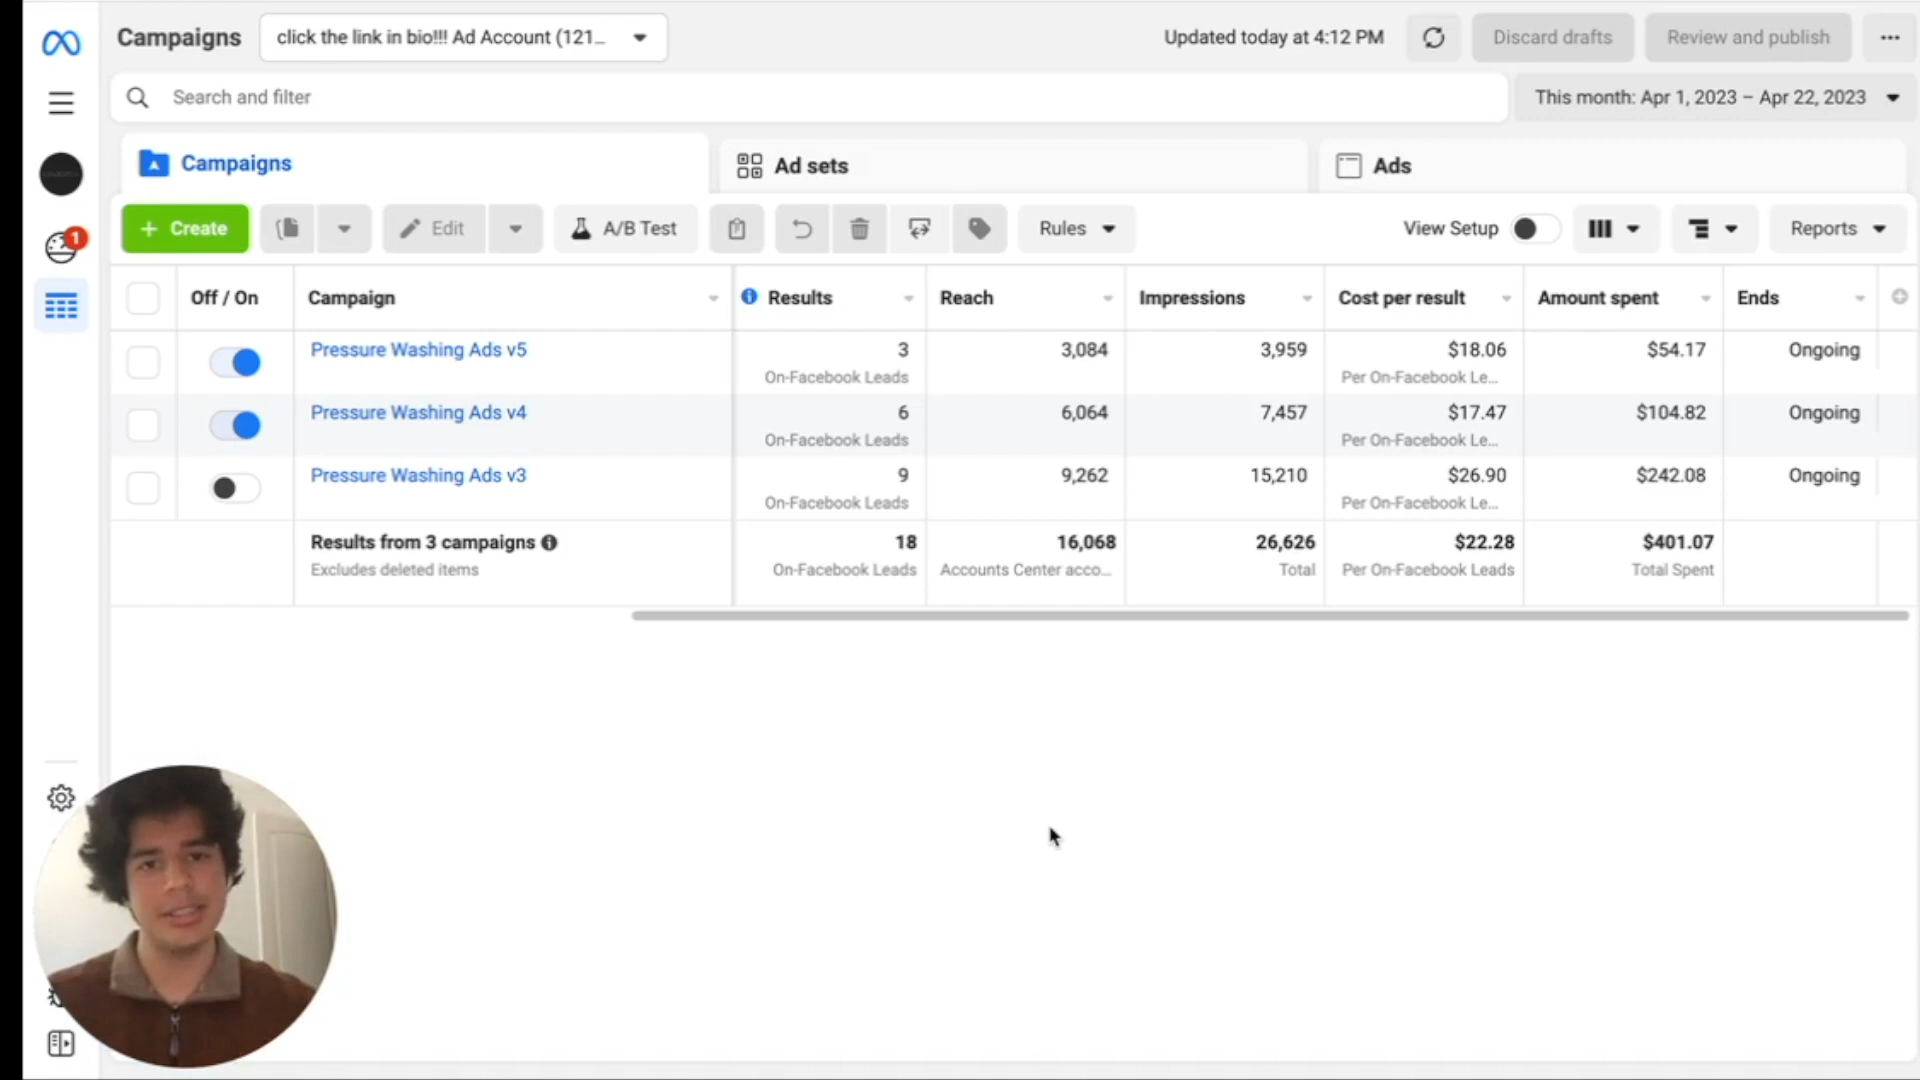 Campaigns
click the link in bio!!! Ad Account (121...
Updated today at 4:12 PM
Discard drafts
Review and publish
Search and filter
This month: Apr 1, 2023 – Apr 22, 2023
Campaigns
Ad sets
Ads
+ Create
Edit
A/B Test
Rules
View Setup
Reports
1
Off / On
Campaign
Results
Reach
Impressions
Cost per result
Amount spent
Ends
Pressure Washing Ads v5
3
3,084
3,959
$18.06
$54.17
Ongoing
On-Facebook Leads
Per On-Facebook Le...
Pressure Washing Ads v4
6
6,064
7,457
$17.47
$104.82
Ongoing
On-Facebook Leads
Per On-Facebook Le...
Pressure Washing Ads v3
9
9,262
15,210
$26.90
$242.08
Ongoing
On-Facebook Leads
Per On-Facebook Le...
Results from 3 campaigns
18
16,068
26,626
$22.28
$401.07
Excludes deleted items
On-Facebook Leads
Accounts Center acco...
Total
Per On-Facebook Leads
Total Spent